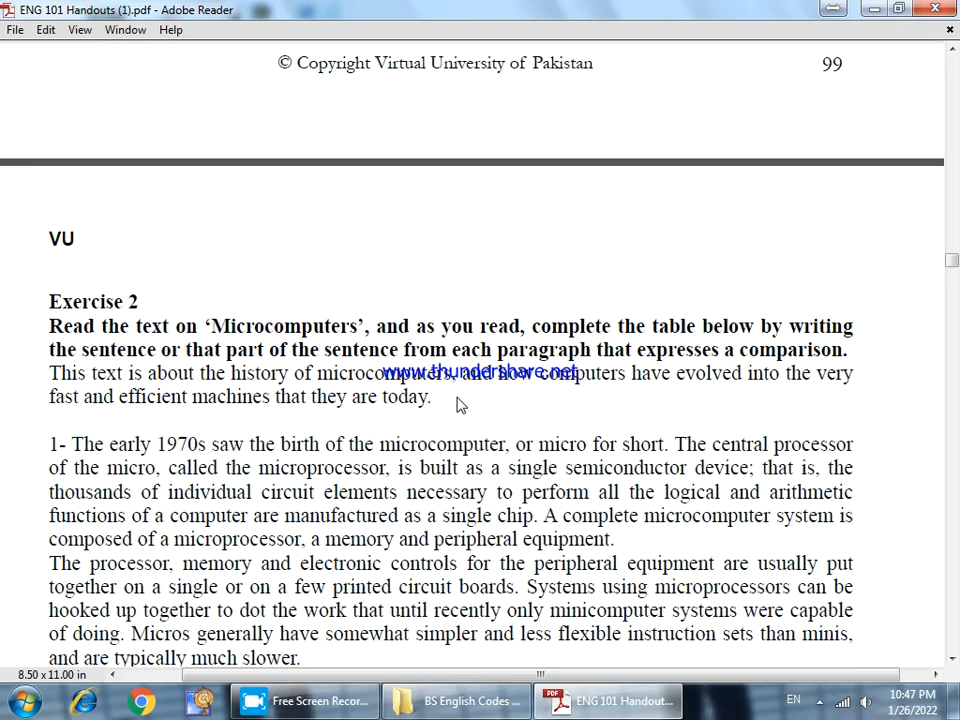 ENG 101 Handouts (1).pdf - Adobe Reader
File Edit View Window Help
© Copyright Virtual University of Pakistan 99
VU
Exercise 2
Read the text on ‘Microcomputers’, and as you read, complete the table below by writing
the sentence or that part of the sentence from each paragraph that expresses a comparison.
This text is about the history of microcomputers, and how computers have evolved into the very
www.thundershare.net
fast and efficient machines that they are today.
1- The early 1970s saw the birth of the microcomputer, or micro for short. The central processor
of the micro, called the microprocessor, is built as a single semiconductor device; that is, the
thousands of individual circuit elements necessary to perform all the logical and arithmetic
functions of a computer are manufactured as a single chip. A complete microcomputer system is
composed of a microprocessor, a memory and peripheral equipment.
The processor, memory and electronic controls for the peripheral equipment are usually put
together on a single or on a few printed circuit boards. Systems using microprocessors can be
hooked up together to dot the work that until recently only minicomputer systems were capable
of doing. Micros generally have somewhat simpler and less flexible instruction sets than minis,
and are typically much slower.
8.50 x 11.00 in
Free Screen Recor... BS English Codes ... PDF ENG 101 Handout... EN 10:47 PM
1/26/2022